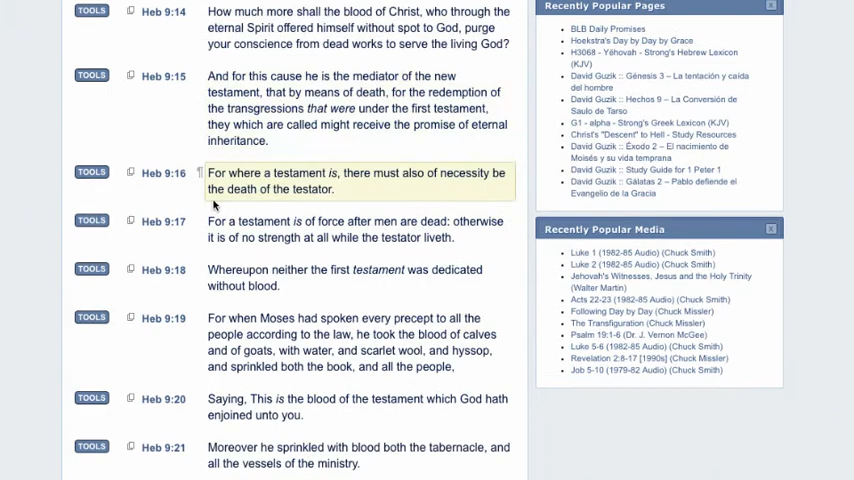 TOOLS Heb 9:14 How much more shall the blood of Christ, who through the
eternal Spirit offered himself without spot to God, purge
your conscience from dead works to serve the living God?
TOOLS Heb 9:15 And for this cause he is the mediator of the new
testament, that by means of death, for the redemption of
the transgressions that were under the first testament,
they which are called might receive the promise of eternal
inheritance.
TOOLS Heb 9:16 ¶ For where a testament is, there must also of necessity be
the death of the testator.
TOOLS Heb 9:17 For a testament is of force after men are dead: otherwise
it is of no strength at all while the testator liveth.
TOOLS Heb 9:18 Whereupon neither the first testament was dedicated
without blood.
TOOLS Heb 9:19 For when Moses had spoken every precept to all the
people according to the law, he took the blood of calves
and of goats, with water, and scarlet wool, and hyssop,
and sprinkled both the book, and all the people,
TOOLS Heb 9:20 Saying, This is the blood of the testament which God hath
enjoined unto you.
TOOLS Heb 9:21 Moreover he sprinkled with blood both the tabernacle, and
all the vessels of the ministry.
Recently Popular Pages
BLB Daily Promises
Hoekstra's Day by Day by Grace
H3068 - Yĕhovah - Strong's Hebrew Lexicon
(KJV)
David Guzik :: Génesis 3 – La tentación y caída
del hombre
David Guzik :: Hechos 9 – La Conversión de
Saulo de Tarso
G1 - alpha - Strong's Greek Lexicon (KJV)
Christ's "Descent" to Hell - Study Resources
David Guzik :: Éxodo 2 – El nacimiento de
Moisés y su vida temprana
David Guzik :: Study Guide for 1 Peter 1
David Guzik :: Gálatas 2 – Pablo defiende el
Evangelio de la Gracia
Recently Popular Media
Luke 1 (1982-85 Audio) (Chuck Smith)
Luke 2 (1982-85 Audio) (Chuck Smith)
Jehovah's Witnesses, Jesus and the Holy Trinity
(Walter Martin)
Acts 22-23 (1982-85 Audio) (Chuck Smith)
Following Day by Day (Chuck Missler)
The Transfiguration (Chuck Missler)
Psalm 19:1-6 (Dr. J. Vernon McGee)
Luke 5-6 (1982-85 Audio) (Chuck Smith)
Revelation 2:8-17 [1990s] (Chuck Missler)
Job 5-10 (1979-82 Audio) (Chuck Smith)